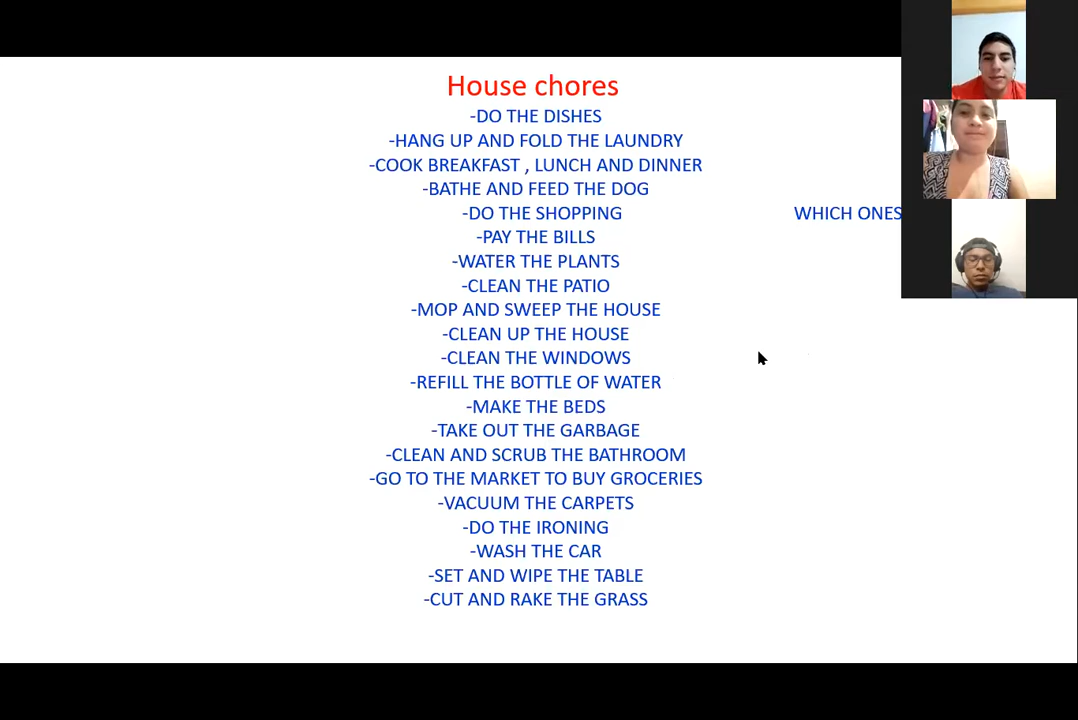 House chores
-DO THE DISHES
-HANG UP AND FOLD THE LAUNDRY
-COOK BREAKFAST , LUNCH AND DINNER
-BATHE AND FEED THE DOG
-DO THE SHOPPING
WHICH ONES
-PAY THE BILLS
-WATER THE PLANTS
-CLEAN THE PATIO
-MOP AND SWEEP THE HOUSE
-CLEAN UP THE HOUSE
-CLEAN THE WINDOWS
-REFILL THE BOTTLE OF WATER
-MAKE THE BEDS
-TAKE OUT THE GARBAGE
-CLEAN AND SCRUB THE BATHROOM
-GO TO THE MARKET TO BUY GROCERIES
-VACUUM THE CARPETS
-DO THE IRONING
-WASH THE CAR
-SET AND WIPE THE TABLE
-CUT AND RAKE THE GRASS